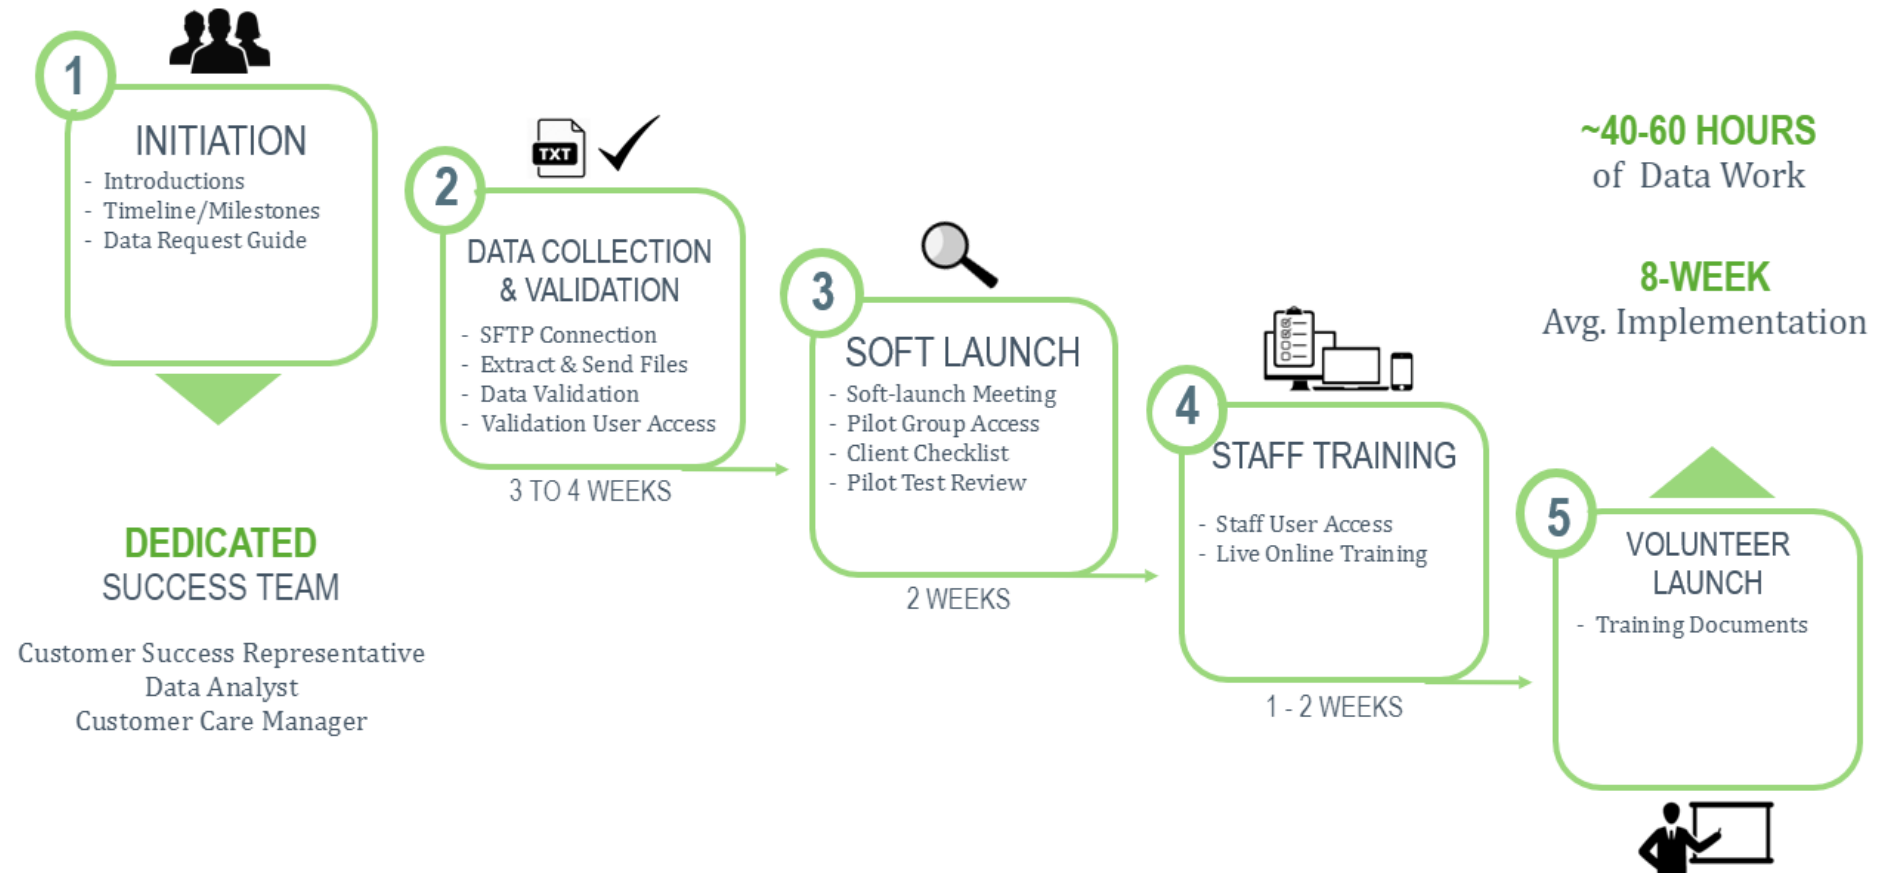 1
INITIATION
- Introductions
- Timeline/Milestones
- Data Request Guide
DEDICATED
SUCCESS TEAM
Customer Success Representative
Data Analyst
Customer Care Manager
TXT
2
DATA COLLECTION
& VALIDATION
- SFTP Connection
- Extract & Send Files
- Data Validation
- Validation User Access
3 TO 4 WEEKS
3
SOFT LAUNCH
- Soft-launch Meeting
- Pilot Group Access
- Client Checklist
- Pilot Test Review
2 WEEKS
4
STAFF TRAINING
- Staff User Access
- Live Online Training
1 - 2 WEEKS
~40-60 HOURS
of Data Work
8-WEEK
Avg. Implementation
5
VOLUNTEER
LAUNCH
- Training Documents